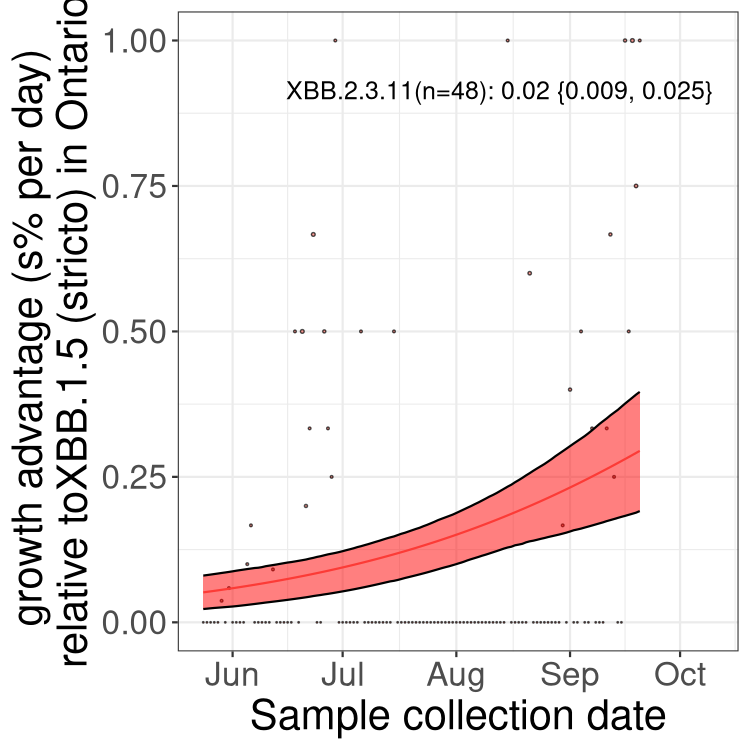 growth advantage (s% per day)
relative toXBB.1.5 (stricto) in Ontario
1.00
0.75
0.50
0.25
0.00
XBB.2.3.11(n=48): 0.02 {0.009, 0.025}
Jun Jul Aug Sep Oct
Sample collection date